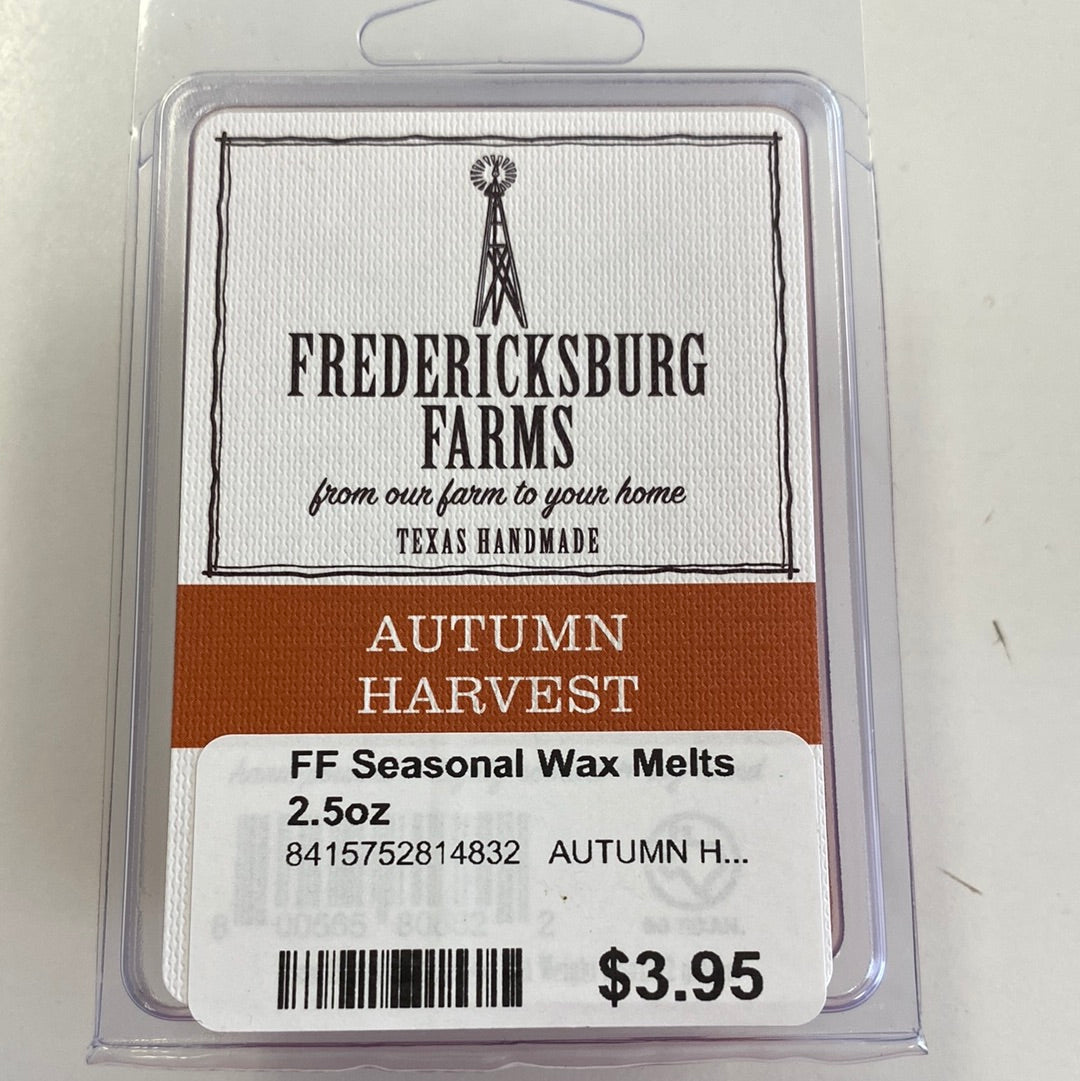 FREDERICKSBURG
FARMS
from our farm to your home
TEXAS HANDMADE
AUTUMN
HARVEST
FF Seasonal Wax Melts
2.5oz
8415752814832 AUTUMN H...
$3.95